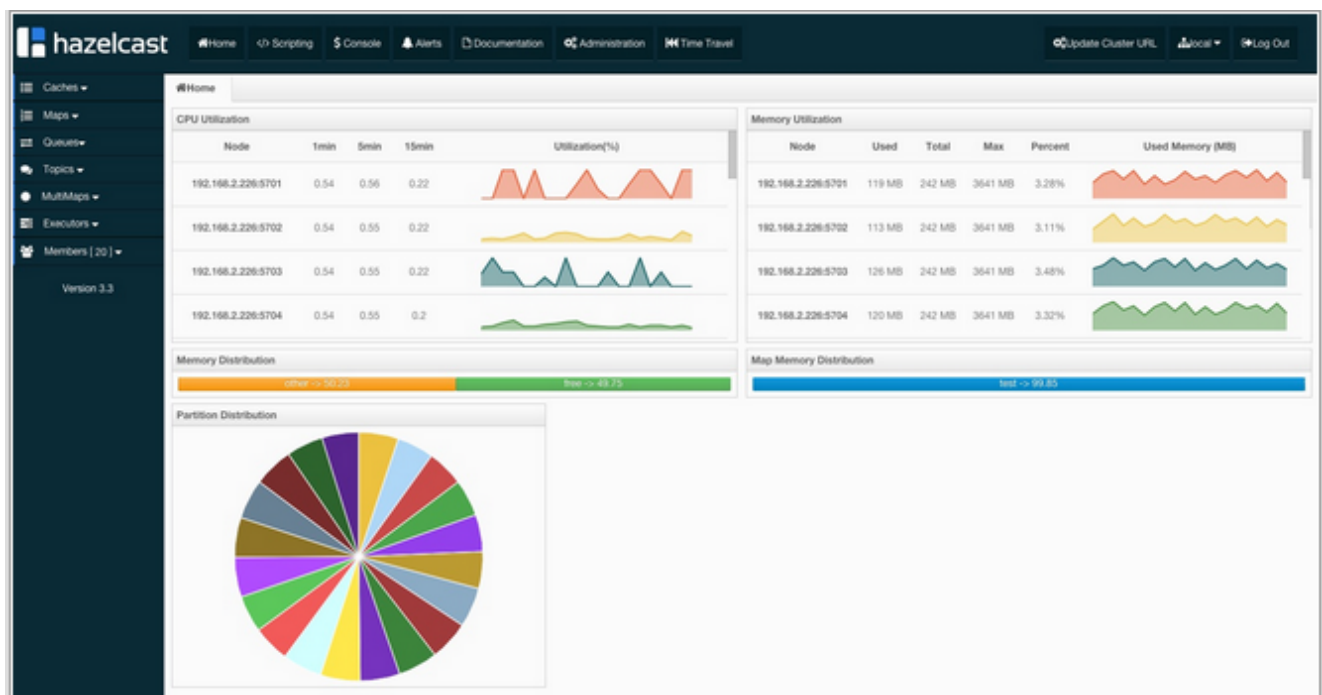 hazelcast Home </> Scripting $ Console Alerts Documentation Administration Time Travel Update Cluster URL local Log Out
Caches
Maps
Queues
Topics
MultiMaps
Executors
Members [ 20 ]
Version 3.3
Home
CPU Utilization
Node 1min 5min 15min Utilization(%)
192.168.2.226:5701 0.54 0.56 0.22
192.168.2.226:5702 0.54 0.55 0.22
192.168.2.226:5703 0.54 0.55 0.22
192.168.2.226:5704 0.54 0.55 0.2
Memory Utilization
Node Used Total Max Percent Used Memory (MB)
192.168.2.226:5701 119 MB 242 MB 3641 MB 3.28%
192.168.2.226:5702 113 MB 242 MB 3641 MB 3.11%
192.168.2.226:5703 126 MB 242 MB 3641 MB 3.48%
192.168.2.226:5704 120 MB 242 MB 3641 MB 3.32%
Memory Distribution
other -> 50.23 free -> 49.75
Map Memory Distribution
test -> 99.85
Partition Distribution